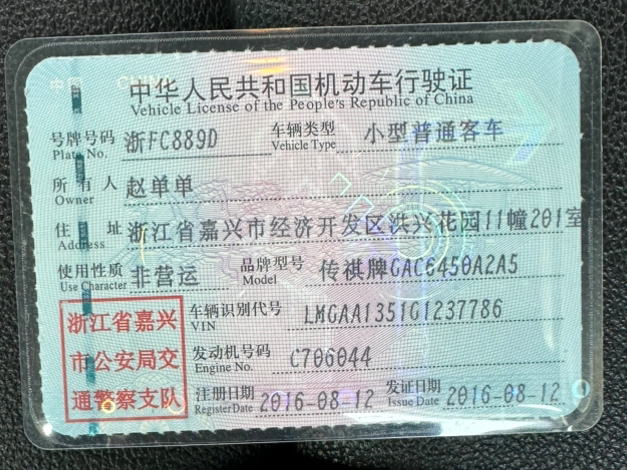 中国 CHINA
中华人民共和国机动车行驶证
Vehicle License of the People's Republic of China
号牌号码 浙FC889D 车辆类型 小型普通客车
Plate No. Vehicle Type
所有人 赵单单
Owner
住址 浙江省嘉兴市经济开发区洪兴花园11幢201室
Address
使用性质 非营运 品牌型号 传祺牌GAC6450A2A5
Use Character Model
浙江省嘉兴 车辆识别代号 LMGAA1351G1237786
VIN
市公安局交 发动机号码 C706044
Engine No.
通警察支队 注册日期 2016-08-12 发证日期 2016-08-12
Register Date Issue Date